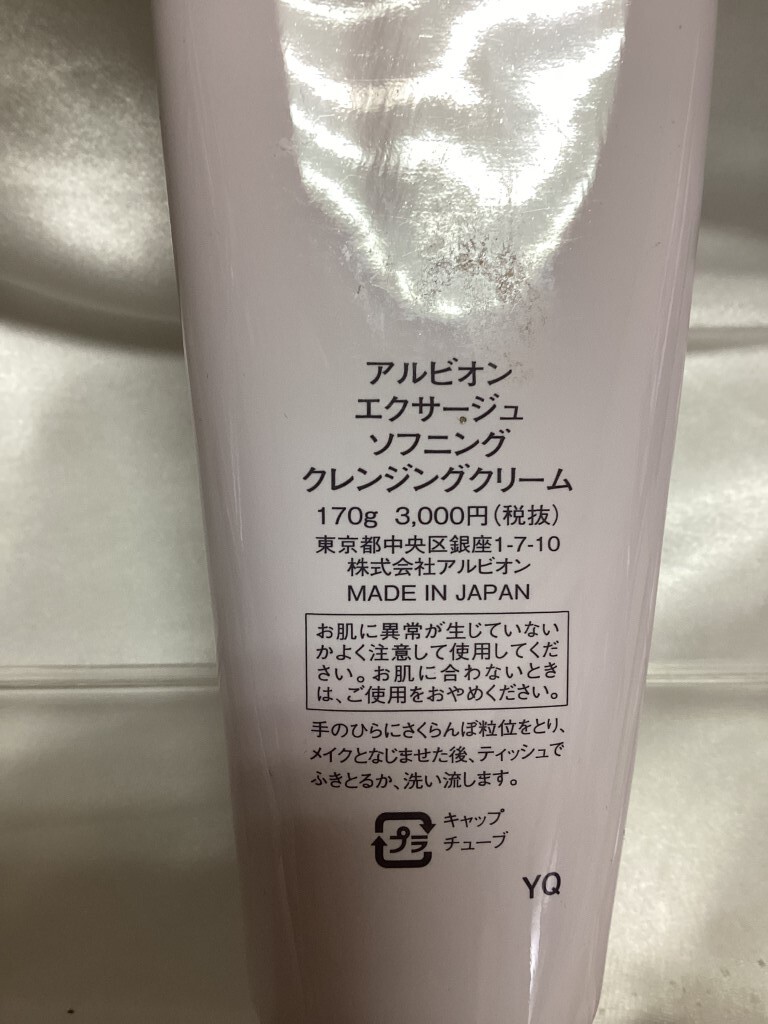 アルビオン
エクサージュ
ソフニング
クレンジングクリーム
170g 3,000円(税抜)
東京都中央区銀座1-7-10
株式会社アルビオン
MADE IN JAPAN
お肌に異常が生じていない
かよく注意して使用してくだ
さい。お肌に合わないとき
は、ご使用をおやめください。
手のひらにさくらんぼ粒位をとり、
メイクとなじませた後、ティッシュで
ふきとるか、洗い流します。
プラ
キャップ
チューブ
YQ